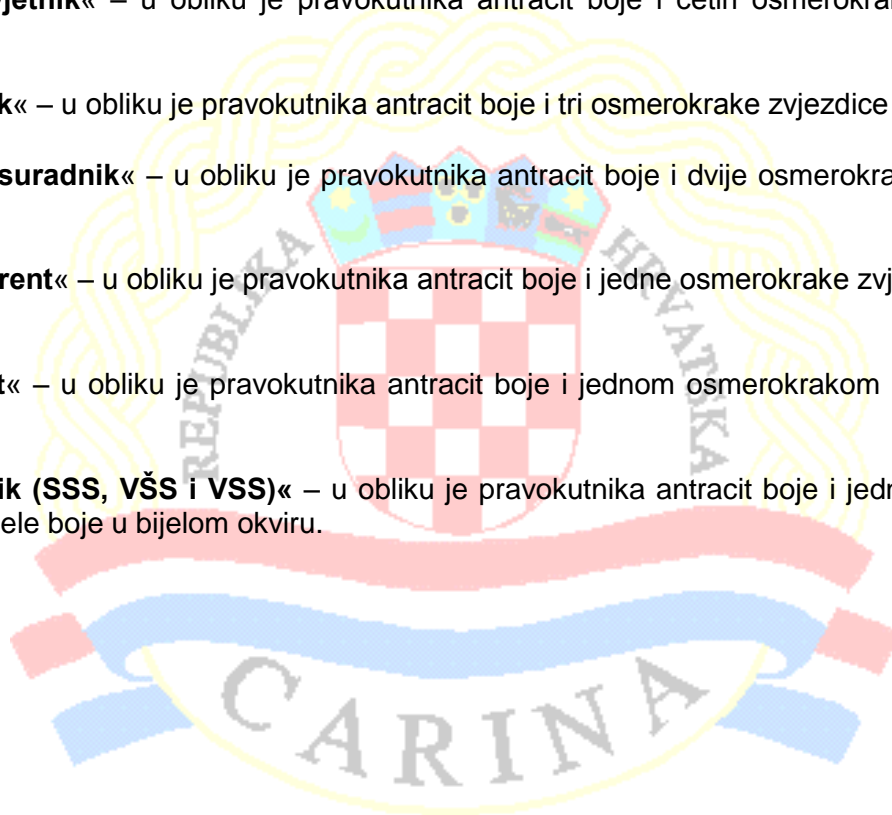 jetnik« – u obliku je pravokutnika antracit boje i četiri osmerokra
k« – u obliku je pravokutnika antracit boje i tri osmerokrake zvjezdice
suradnik« – u obliku je pravokutnika antracit boje i dvije osmerokra
rent« – u obliku je pravokutnika antracit boje i jedne osmerokrake zvj
t« – u obliku je pravokutnika antracit boje i jednom osmerokrakom
ik (SSS, VŠS i VSS)« – u obliku je pravokutnika antracit boje i jedn
ele boje u bijelom okviru.
REPUBLIKA HRVATSKA
CARINA